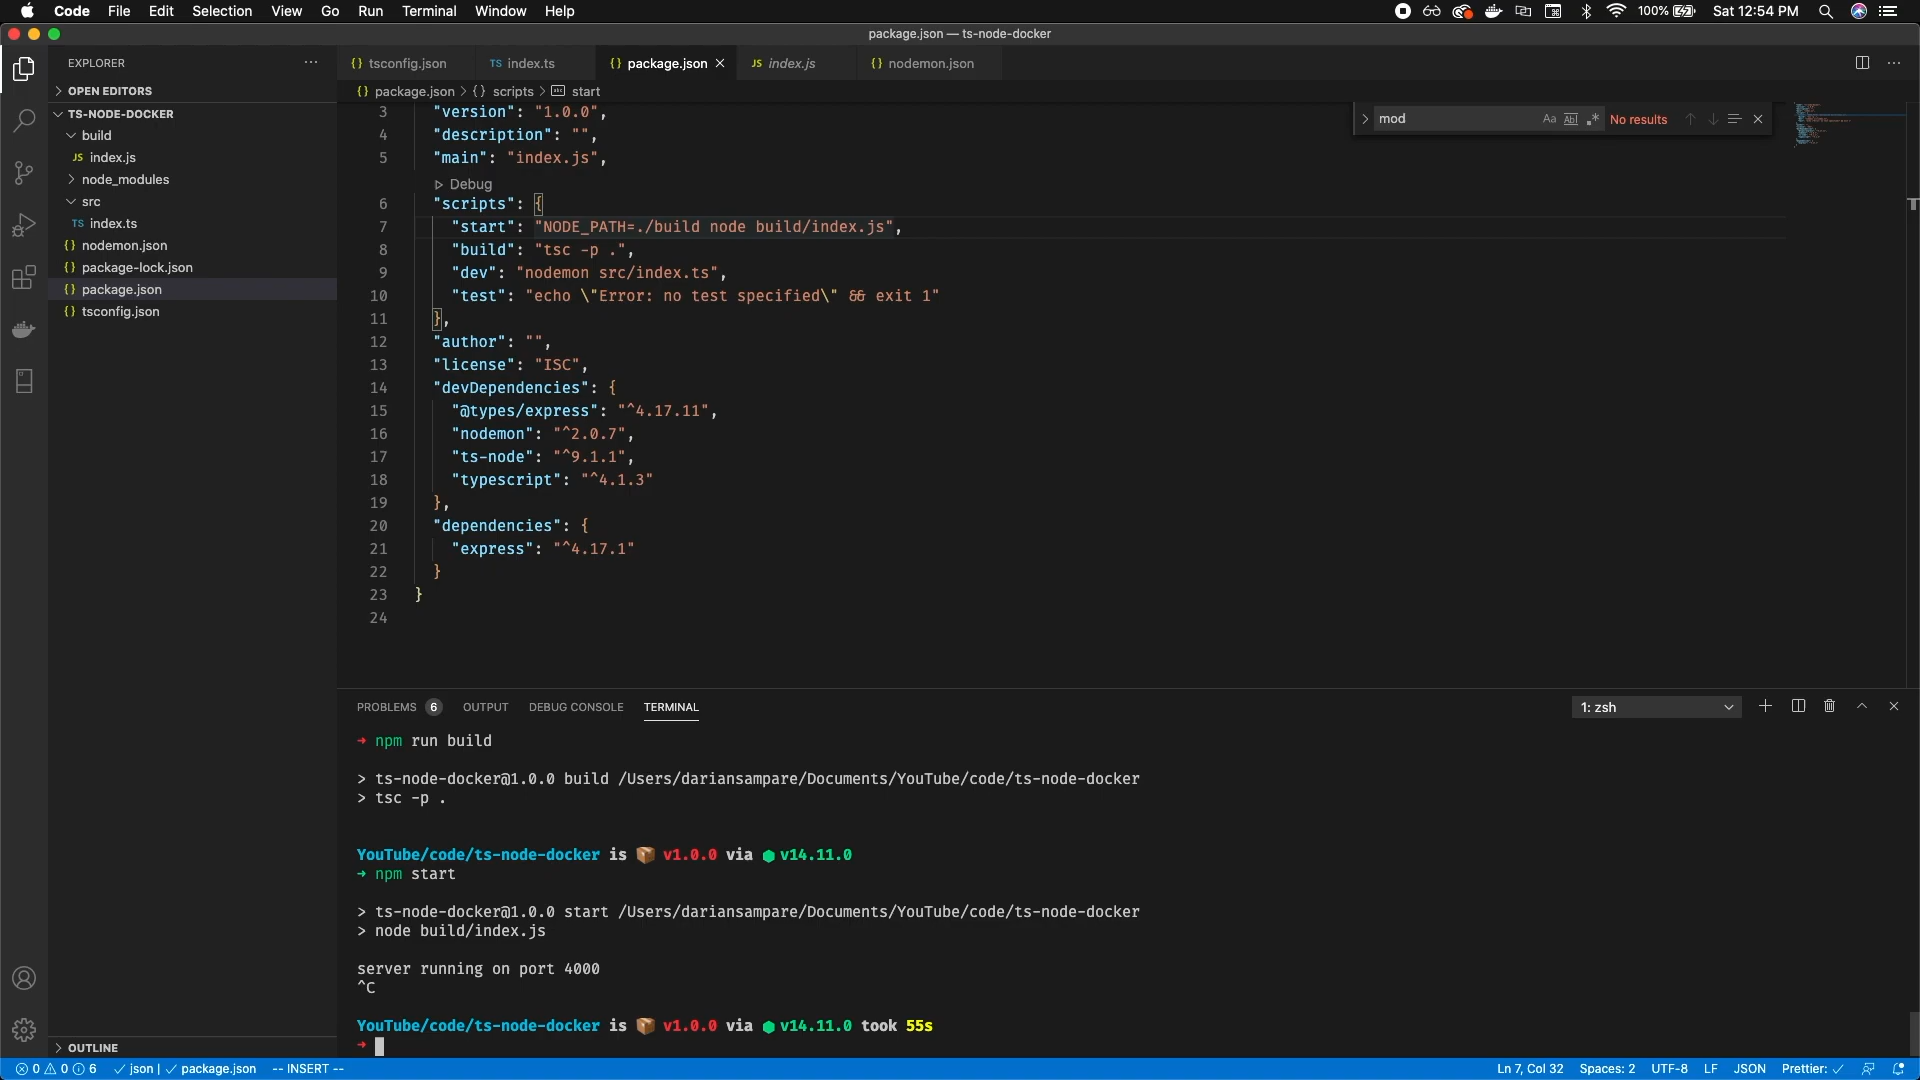 Code File Edit Selection View Go Run Terminal Window Help
100% Sat 12:54 PM
package.json — ts-node-docker
EXPLORER
OPEN EDITORS
TS-NODE-DOCKER
build
JS index.js
node_modules
src
TS index.ts
{} nodemon.json
{} package-lock.json
{} package.json
{} tsconfig.json
OUTLINE
{} tsconfig.json TS index.ts {} package.json JS index.js {} nodemon.json
{} package.json > {} scripts > abc start
mod Aa Abl .* No results
3 "version": "1.0.0",
4 "description": "",
5 "main": "index.js",
Debug
6 "scripts": {
7 "start": "NODE_PATH=./build node build/index.js",
8 "build": "tsc -p .",
9 "dev": "nodemon src/index.ts",
10 "test": "echo \"Error: no test specified\" && exit 1"
11 },
12 "author": "",
13 "license": "ISC",
14 "devDependencies": {
15 "@types/express": "^4.17.11",
16 "nodemon": "^2.0.7",
17 "ts-node": "^9.1.1",
18 "typescript": "^4.1.3"
19 },
20 "dependencies": {
21 "express": "^4.17.1"
22 }
23 }
24
PROBLEMS 6 OUTPUT DEBUG CONSOLE TERMINAL 1: zsh
→ npm run build
> ts-node-docker@1.0.0 build /Users/dariansampare/Documents/YouTube/code/ts-node-docker
> tsc -p .
YouTube/code/ts-node-docker is 📦 v1.0.0 via ⬢ v14.11.0
→ npm start
> ts-node-docker@1.0.0 start /Users/dariansampare/Documents/YouTube/code/ts-node-docker
> node build/index.js
server running on port 4000
^C
YouTube/code/ts-node-docker is 📦 v1.0.0 via ⬢ v14.11.0 took 55s
→
0 0 6 ✓ json | ✓ package.json -- INSERT -- Ln 7, Col 32 Spaces: 2 UTF-8 LF JSON Prettier: ✓